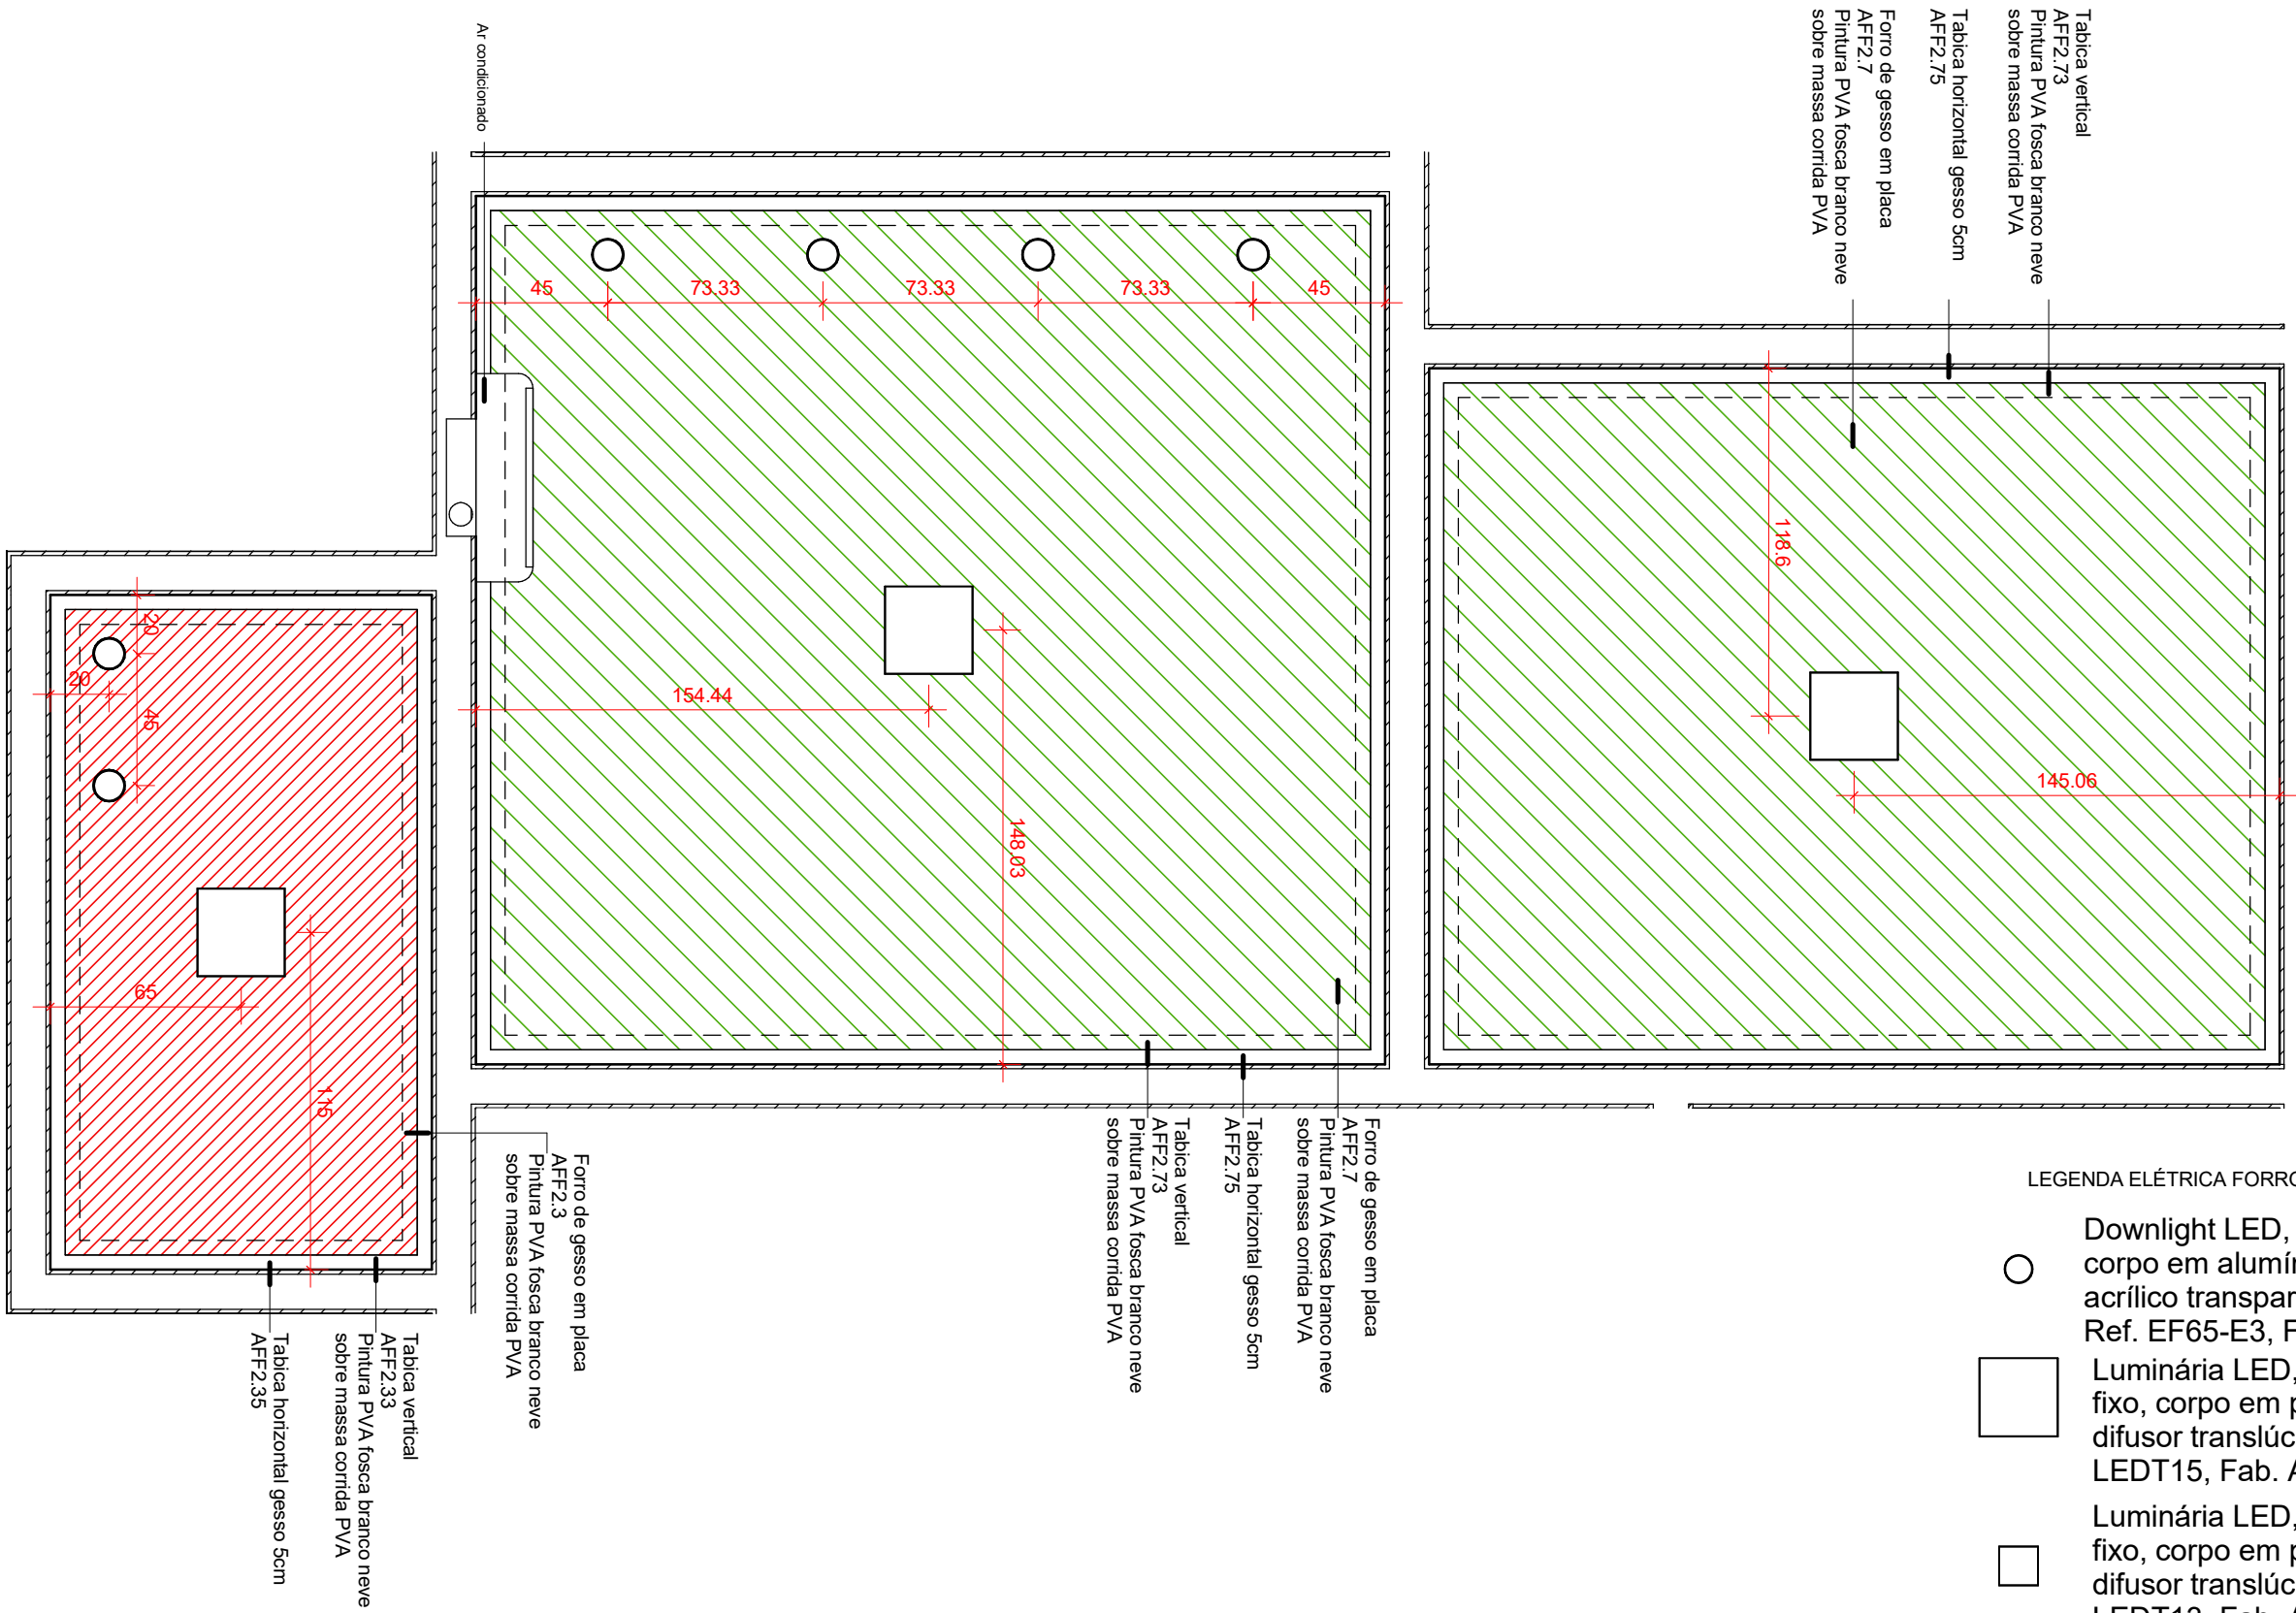 Ar condicionado
Forro de gesso em placa
AFF2.7
Pintura PVA fosca branco neve
sobre massa corrida PVA
Tabica horizontal gesso 5cm
AFF2.75
Tabica vertical
AFF2.73
Pintura PVA fosca branco neve
sobre massa corrida PVA
45
73.33
73.33
73.33
45
118.6
145.06
154.44
148.03
20
20
45
65
115
Forro de gesso em placa
AFF2.3
Pintura PVA fosca branco neve
sobre massa corrida PVA
Tabica vertical
AFF2.33
Pintura PVA fosca branco neve
sobre massa corrida PVA
Tabica horizontal gesso 5cm
AFF2.35
Tabica vertical
AFF2.73
Pintura PVA fosca branco neve
sobre massa corrida PVA
Tabica horizontal gesso 5cm
AFF2.75
Forro de gesso em placa
AFF2.7
Pintura PVA fosca branco neve
sobre massa corrida PVA
LEGENDA ELÉTRICA FORRO
Downlight LED,
corpo em
acrílico
Ref. EF65-E3,
Luminária LED,
fixo, corpo em
difusor
LEDT15, Fab.
Luminária LED,
fixo, corpo em
difusor